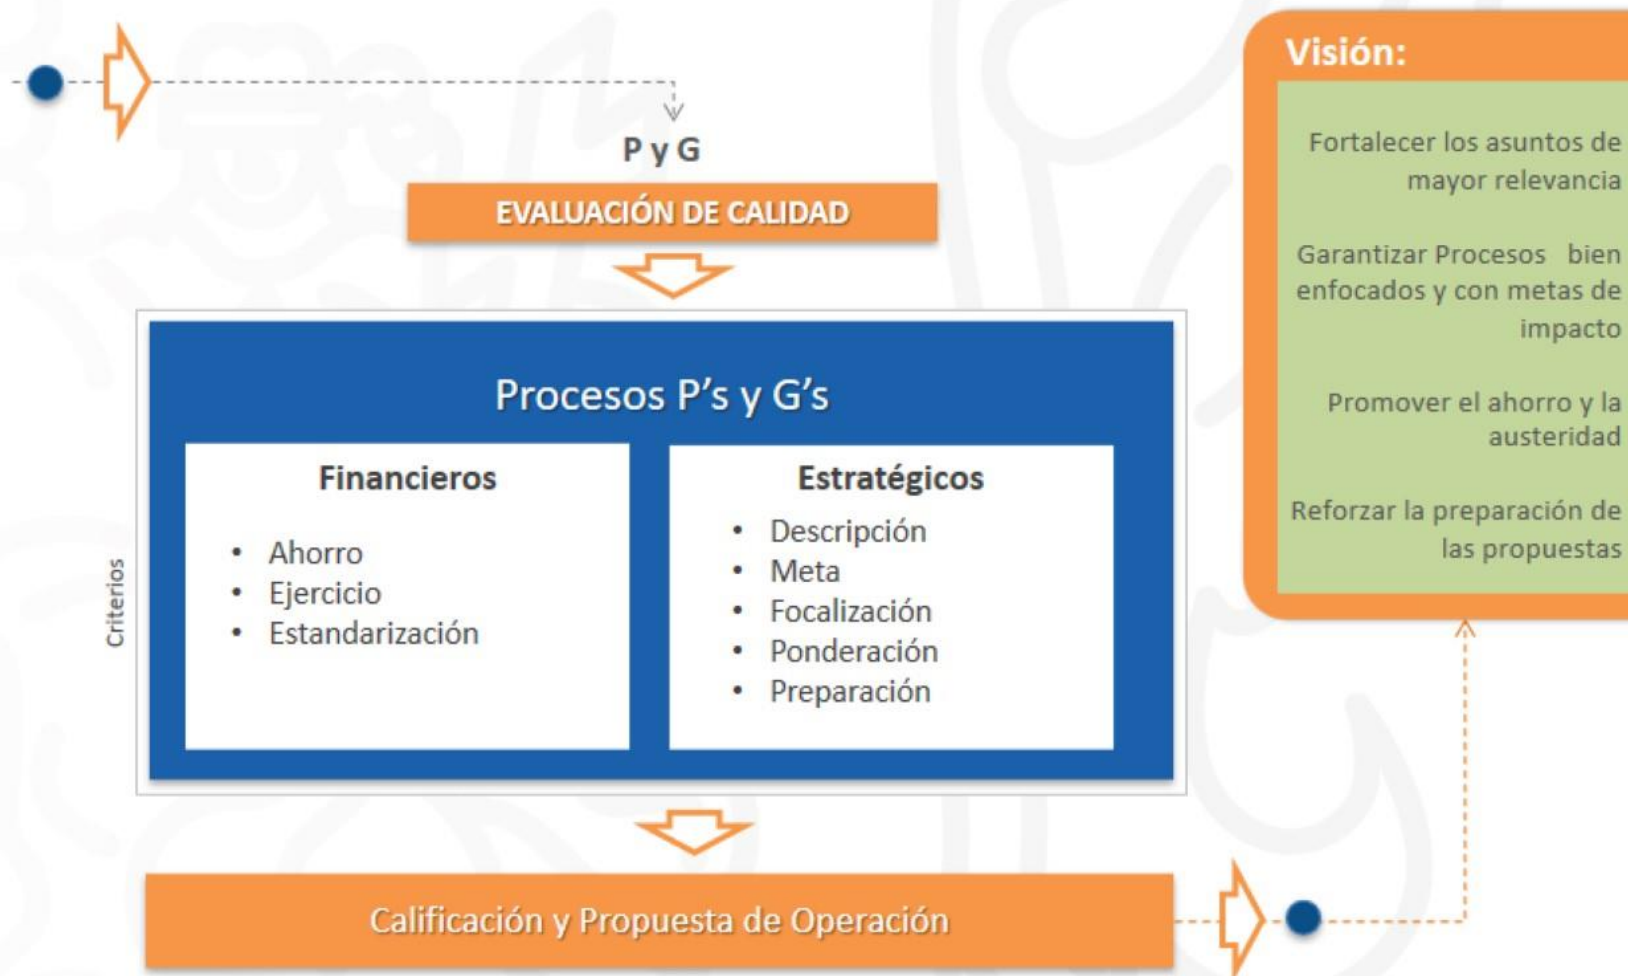 P y G
EVALUACIÓN DE CALIDAD
Procesos P’s y G’s
Criterios
Financieros
• Ahorro
• Ejercicio
• Estandarización
Estratégicos
• Descripción
• Meta
• Focalización
• Ponderación
• Preparación
Calificación y Propuesta de Operación
Visión:
Fortalecer los asuntos de
mayor relevancia
Garantizar Procesos bien
enfocados y con metas de
impacto
Promover el ahorro y la
austeridad
Reforzar la preparación de
las propuestas